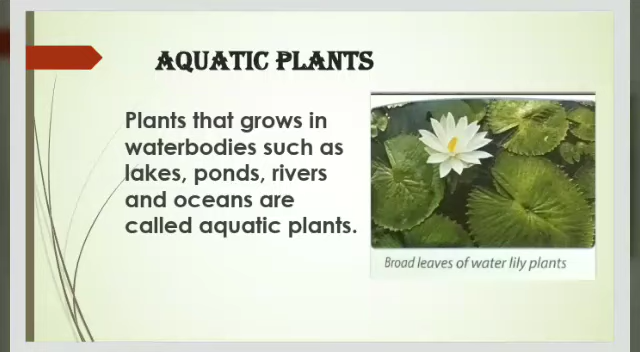 AQUATIC PLANTS
Plants that grows in
waterbodies such as
lakes, ponds, rivers
and oceans are
called aquatic plants.
Broad leaves of water lily plants